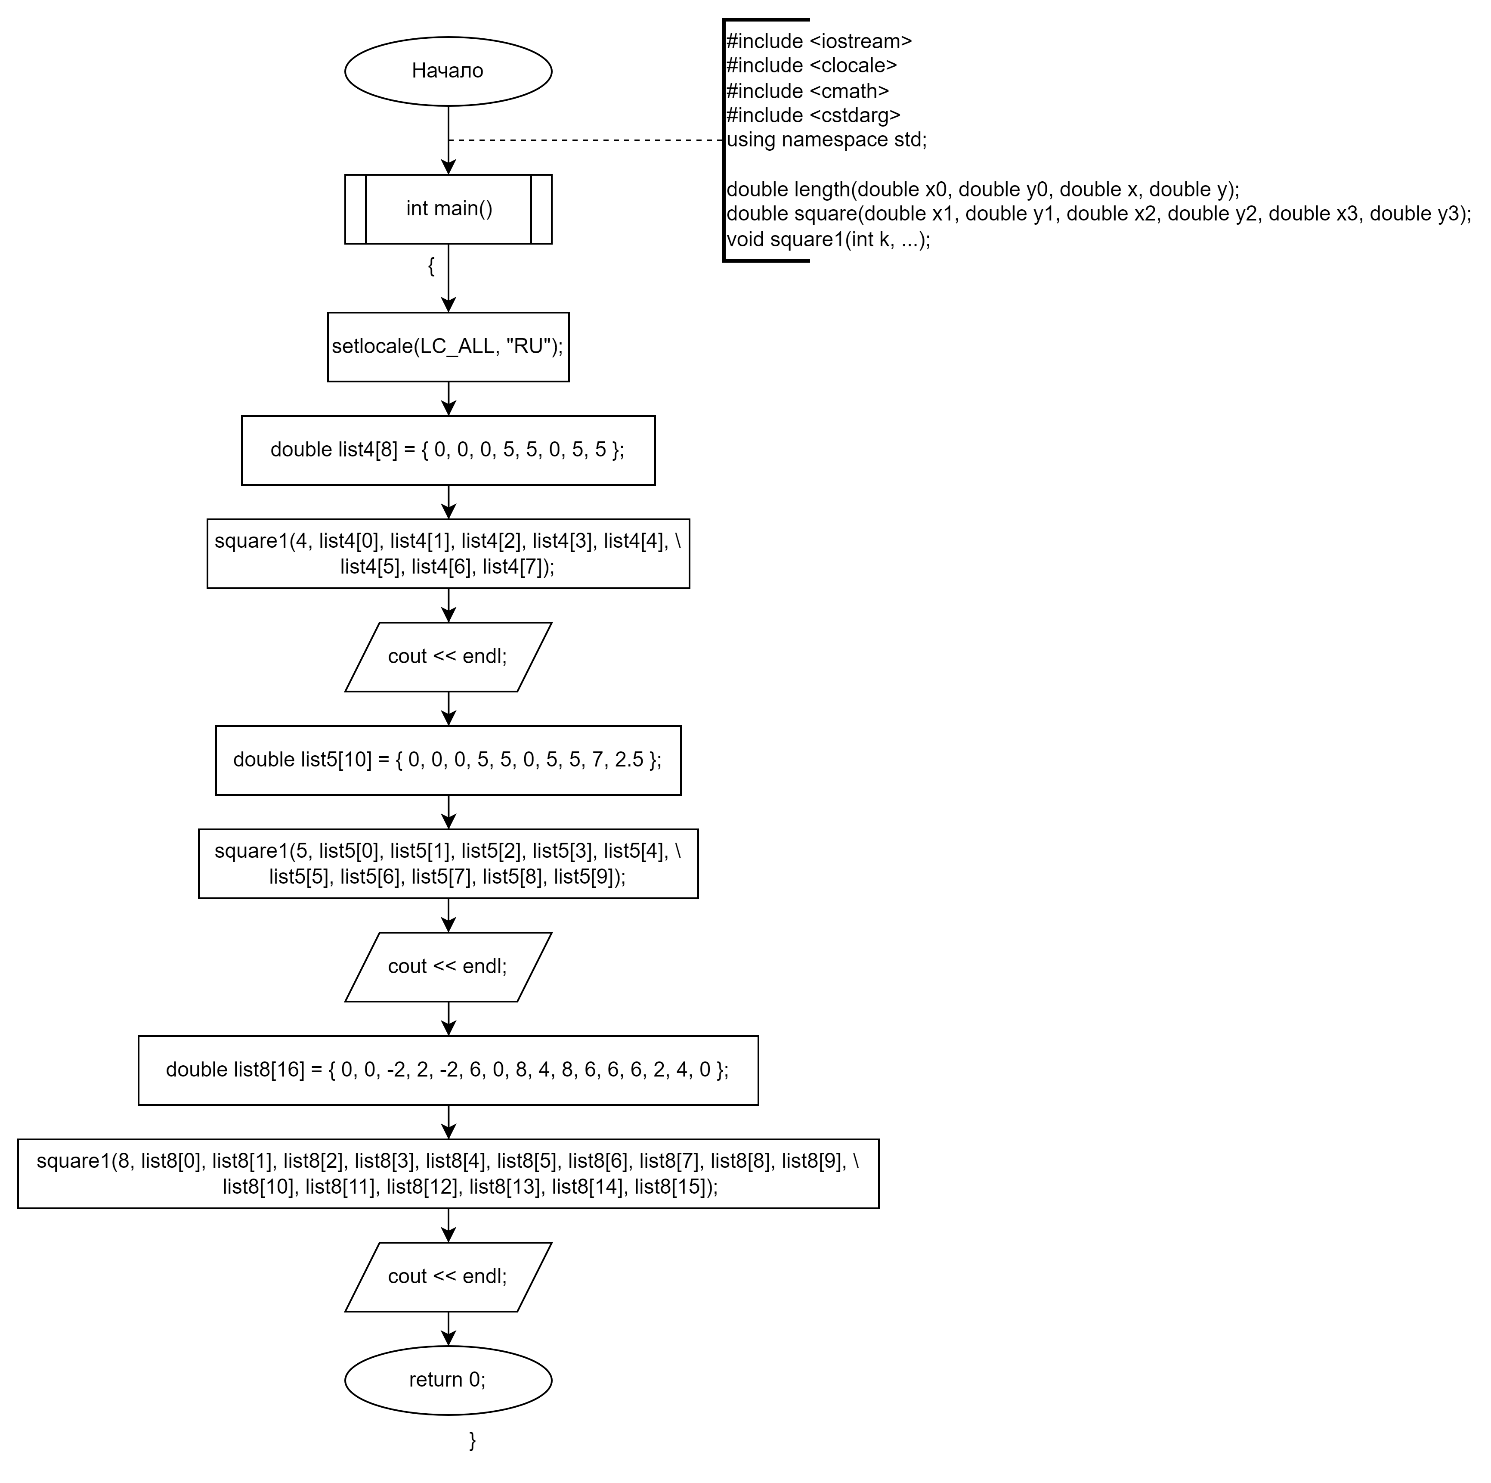 Начало
#include <iostream>
#include <clocale>
#include <cmath>
#include <cstdarg>
using namespace std;
double length(double x0, double y0, double x, double y);
double square(double x1, double y1, double x2, double y2, double x3, double y3);
void square1(int k, ...);
int main()
{
setlocale(LC_ALL, "RU");
double list4[8] = { 0, 0, 0, 5, 5, 0, 5, 5 };
square1(4, list4[0], list4[1], list4[2], list4[3], list4[4], \
list4[5], list4[6], list4[7]);
cout << endl;
double list5[10] = { 0, 0, 0, 5, 5, 0, 5, 5, 7, 2.5 };
square1(5, list5[0], list5[1], list5[2], list5[3], list5[4], \
list5[5], list5[6], list5[7], list5[8], list5[9]);
cout << endl;
double list8[16] = { 0, 0, -2, 2, -2, 6, 0, 8, 4, 8, 6, 6, 6, 2, 4, 0 };
square1(8, list8[0], list8[1], list8[2], list8[3], list8[4], list8[5], list8[6], list8[7], list8[8], list8[9], \
list8[10], list8[11], list8[12], list8[13], list8[14], list8[15]);
cout << endl;
return 0;
}